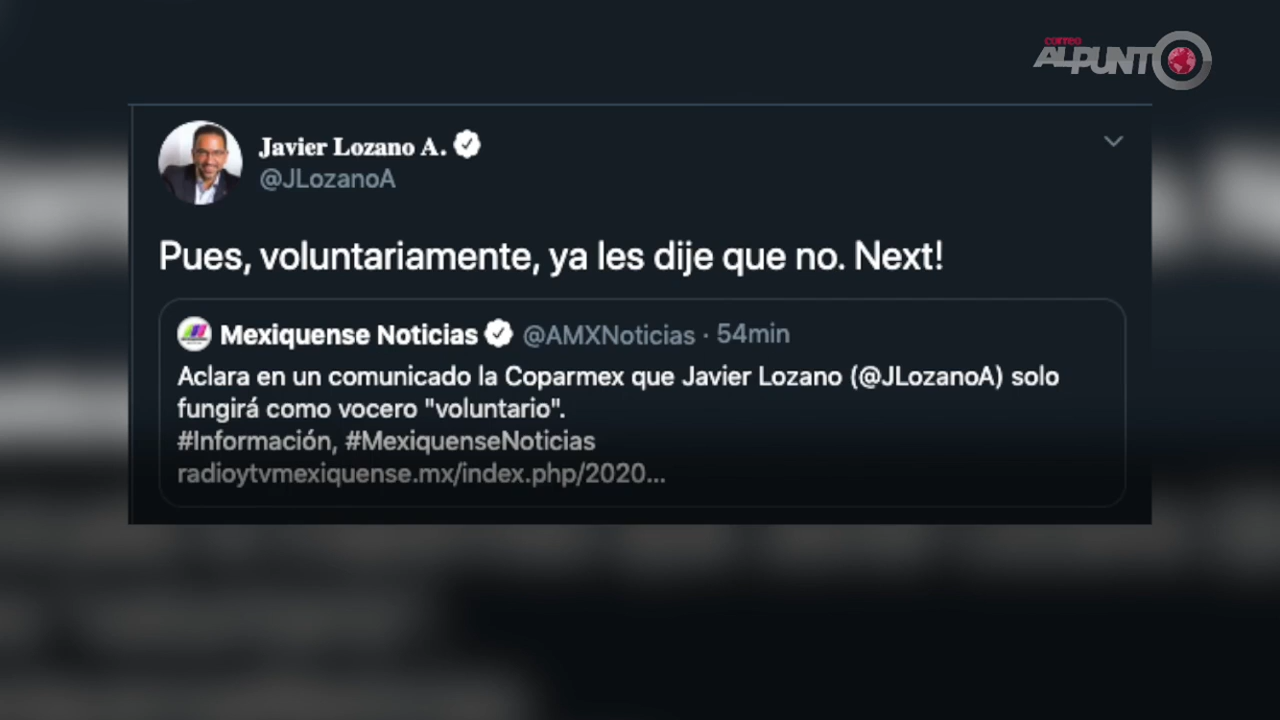 correo
ALPUNTO
Javier Lozano A.
@JLozanoA
Pues, voluntariamente, ya les dije que no. Next!
Mexiquense Noticias @AMXNoticias · 54min
Aclara en un comunicado la Coparmex que Javier Lozano (@JLozanoA) solo
fungirá como vocero "voluntario".
#Información, #MexiquenseNoticias
radioytvmexiquense.mx/index.php/2020...